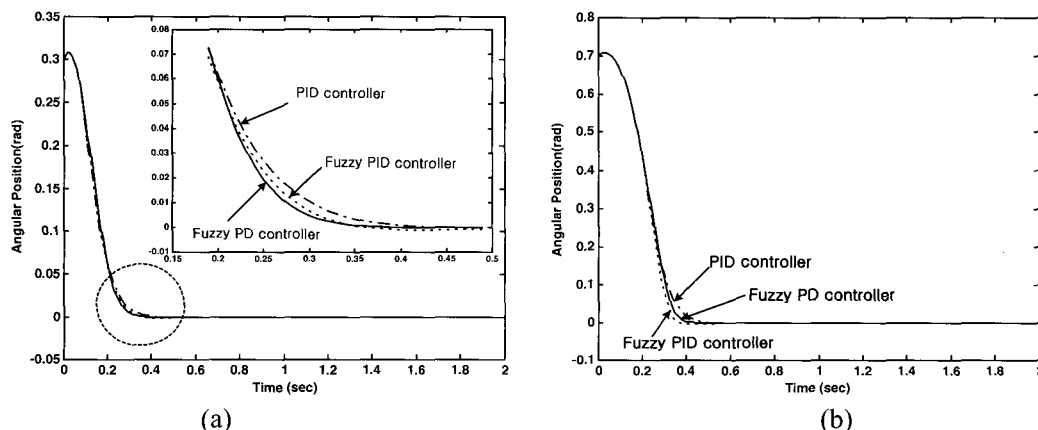 0.35
0.3
0.25
0.2
0.15
0.1
0.05
0
-0.05
0 0.2 0.4 0.6 0.8 1 1.2 1.4 1.6 1.8 2
Angular Position(rad)
Time (sec)
0.08
0.07
0.06
0.05
0.04
0.03
0.02
0.01
0
-0.01
0.15 0.2 0.25 0.3 0.35 0.4 0.45 0.5
PID controller
Fuzzy PID controller
Fuzzy PD controller
(a)
0.8
0.7
0.6
0.5
0.4
0.3
0.2
0.1
0
-0.1
0 0.2 0.4 0.6 0.8 1 1.2 1.4 1.6 1.8 2
Angular Position(rad)
Time (sec)
PID controller
Fuzzy PD controller
Fuzzy PID controller
(b)